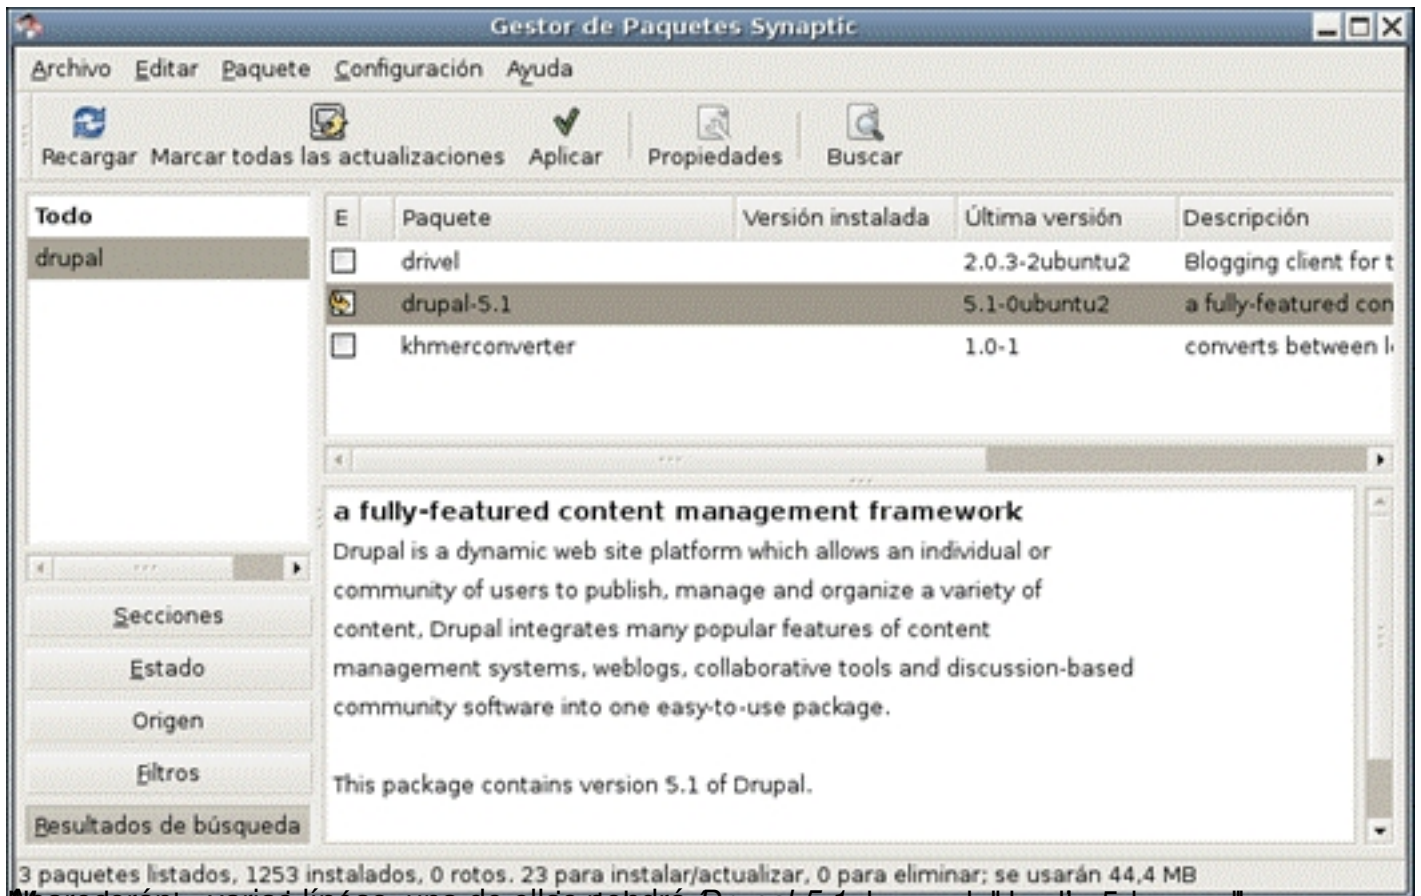 Gestor de Paquetes Synaptic
Archivo Editar Paquete Configuración Ayuda
Recargar Marcar todas las actualizaciones Aplicar Propiedades Buscar
Todo
drupal
E Paquete Versión instalada Última versión Descripción
drivel 2.0.3-2ubuntu2 Blogging client for t
drupal-5.1 5.1-0ubuntu2 a fully-featured con
khmerconverter 1.0-1 converts between l
a fully-featured content management framework
Drupal is a dynamic web site platform which allows an individual or
community of users to publish, manage and organize a variety of
content, Drupal integrates many popular features of content
management systems, weblogs, collaborative tools and discussion-based
community software into one easy-to-use package.
This package contains version 5.1 of Drupal.
Secciones
Estado
Origen
Filtros
Resultados de búsqueda
3 paquetes listados, 1253 instalados, 0 rotos. 23 para instalar/actualizar, 0 para eliminar; se usarán 44,4 MB